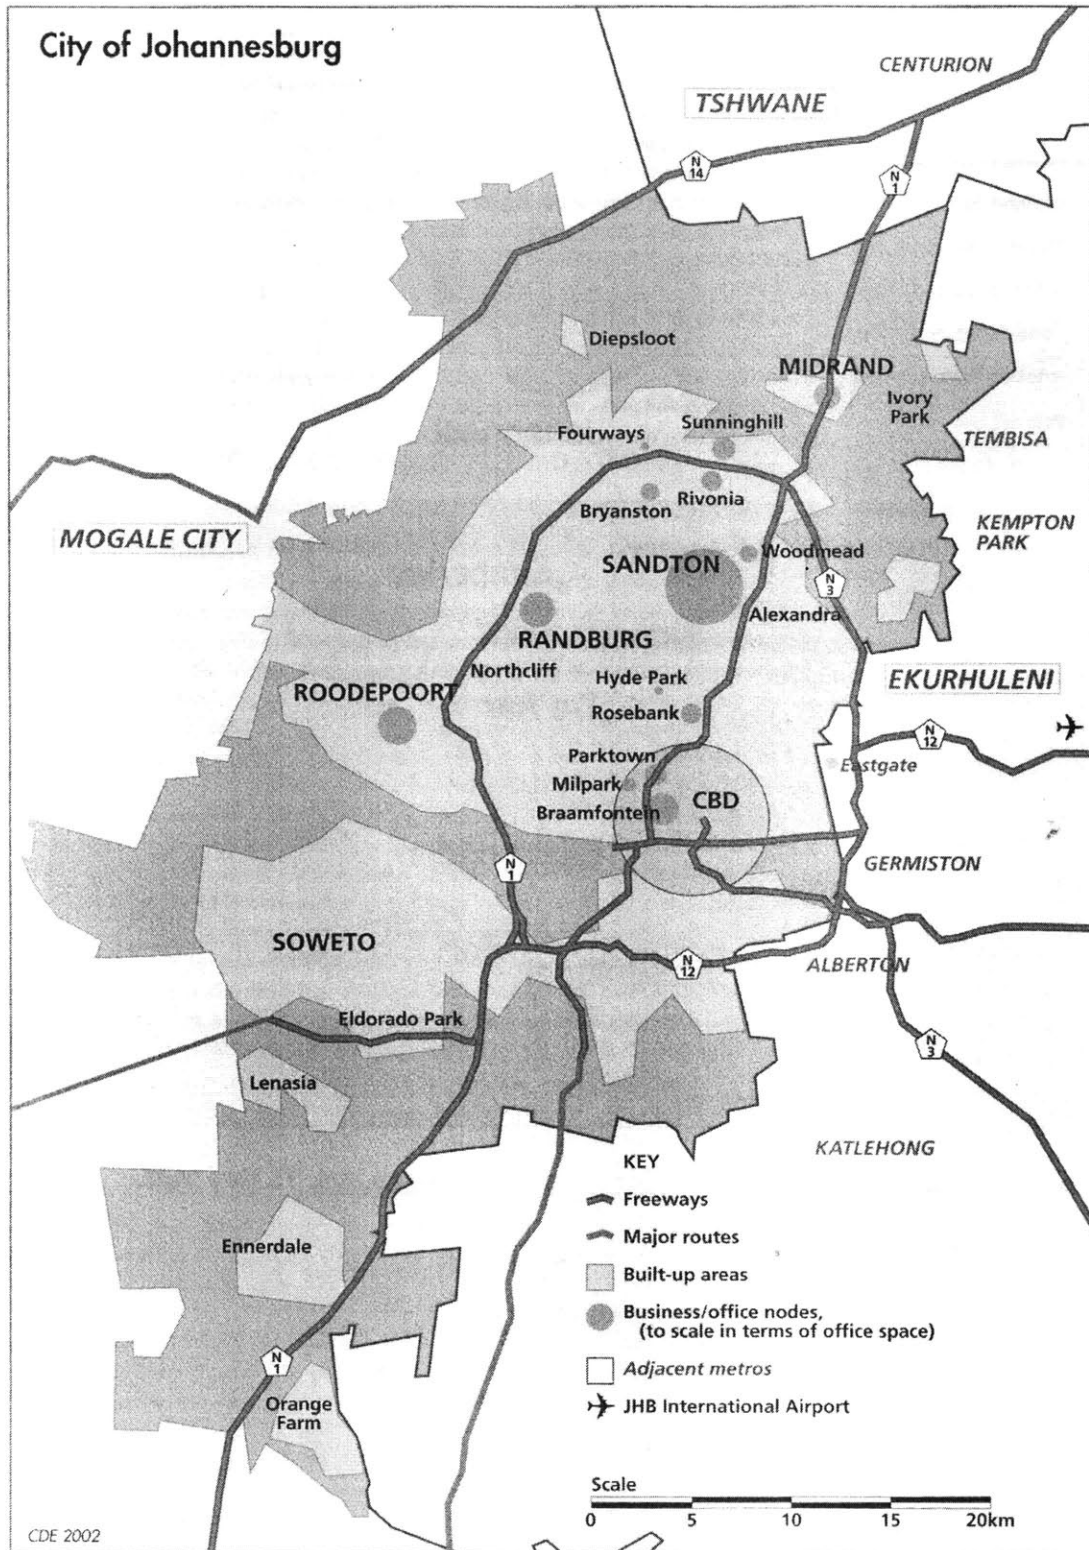 City of Johannesburg
CENTURION
TSHWANE
N
14
N
1
Diepsloot
MIDRAND
Ivory
Park
Sunninghill
Fourways
TEMBISA
Rivonia
Bryanston
KEMPTON
PARK
MOGALE CITY
Woodmead
SANDTON
N
3
Alexandra
RANDBURG
Northcliff
Hyde Park
EKURHULENI
ROODEPOORT
Rosebank
N
12
Parktown
Eastgate
Milpark
CBD
Braamfontein
N
1
GERMISTON
SOWETO
N
12
ALBERTON
Eldorado Park
N
3
Lenasia
KATLEHONG
KEY
Freeways
Major routes
Ennerdale
Built-up areas
Business/office nodes,
(to scale in terms of office space)
N
1
Adjacent metros
Orange
Farm
JHB International Airport
Scale
0 5 10 15 20km
CDE 2002